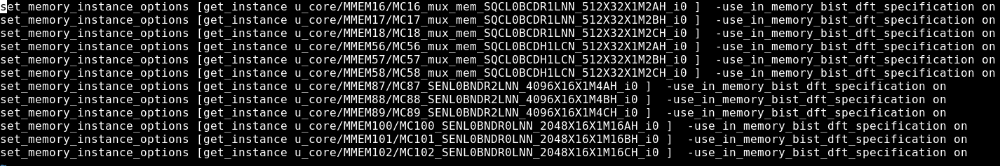 set_memory_instance_options [get_instance u_core/MMEM16/MC16_mux_mem_SQCL0BCDR1LNN_512X32X1M2AH_i0 ]  -use_in_memory_bist_dft_specification on
set_memory_instance_options [get_instance u_core/MMEM17/MC17_mux_mem_SQCL0BCDR1LNN_512X32X1M2BH_i0 ]  -use_in_memory_bist_dft_specification on
set_memory_instance_options [get_instance u_core/MMEM18/MC18_mux_mem_SQCL0BCDR1LNN_512X32X1M2CH_i0 ]  -use_in_memory_bist_dft_specification on
set_memory_instance_options [get_instance u_core/MMEM56/MC56_mux_mem_SQCL0BCDH1LCN_512X32X1M2AH_i0 ]  -use_in_memory_bist_dft_specification on
set_memory_instance_options [get_instance u_core/MMEM57/MC57_mux_mem_SQCL0BCDH1LCN_512X32X1M2BH_i0 ]  -use_in_memory_bist_dft_specification on
set_memory_instance_options [get_instance u_core/MMEM58/MC58_mux_mem_SQCL0BCDH1LCN_512X32X1M2CH_i0 ]  -use_in_memory_bist_dft_specification on
set_memory_instance_options [get_instance u_core/MMEM87/MC87_SENL0BNDR2LNN_4096X16X1M4AH_i0 ]  -use_in_memory_bist_dft_specification on
set_memory_instance_options [get_instance u_core/MMEM88/MC88_SENL0BNDR2LNN_4096X16X1M4BH_i0 ]  -use_in_memory_bist_dft_specification on
set_memory_instance_options [get_instance u_core/MMEM89/MC89_SENL0BNDR2LNN_4096X16X1M4CH_i0 ]  -use_in_memory_bist_dft_specification on
set_memory_instance_options [get_instance u_core/MMEM100/MC100_SENL0BNDR0LNN_2048X16X1M16AH_i0 ]  -use_in_memory_bist_dft_specification on
set_memory_instance_options [get_instance u_core/MMEM101/MC101_SENL0BNDR0LNN_2048X16X1M16BH_i0 ]  -use_in_memory_bist_dft_specification on
set_memory_instance_options [get_instance u_core/MMEM102/MC102_SENL0BNDR0LNN_2048X16X1M16CH_i0 ]  -use_in_memory_bist_dft_specification on
~